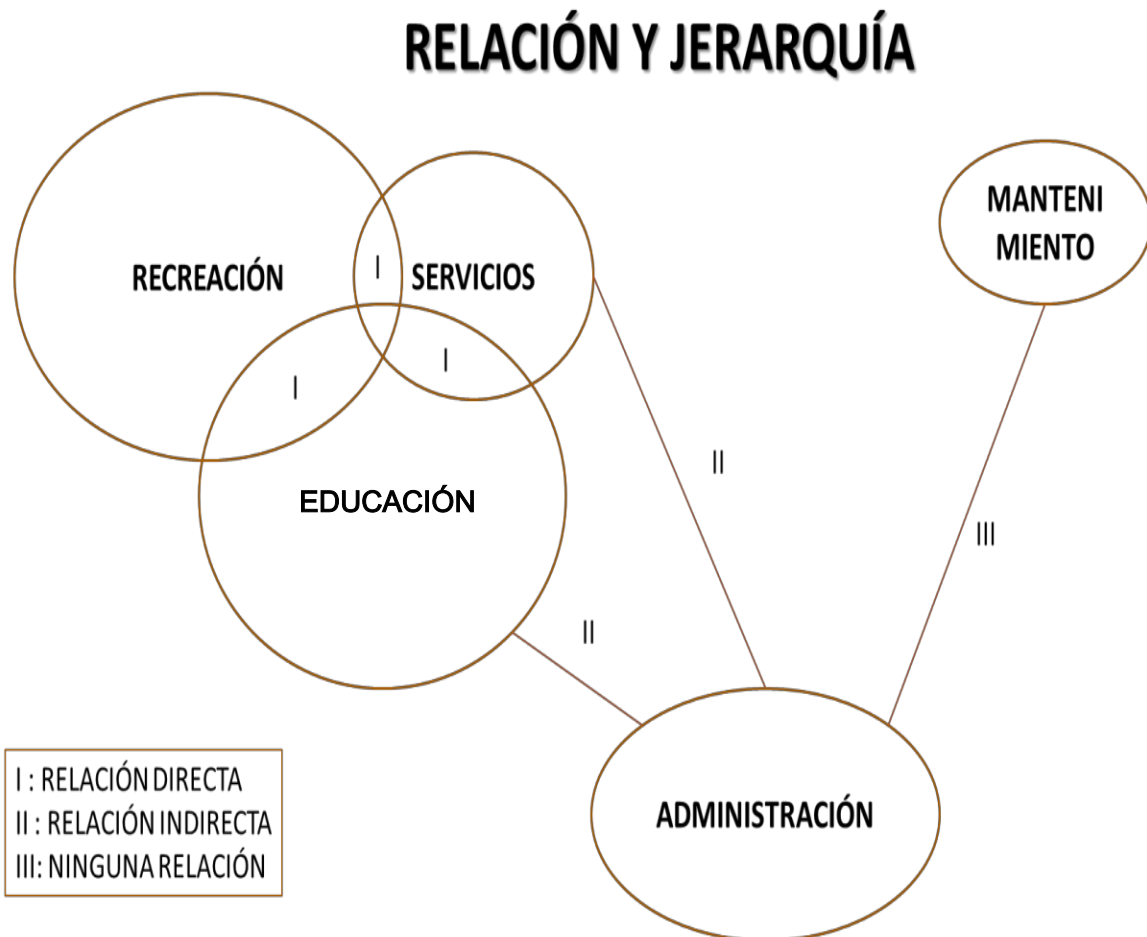 RELACIÓN Y JERARQUÍA
MANTENI
MIENTO
RECREACIÓN
I
SERVICIOS
I
I
II
EDUCACIÓN
III
II
ADMINISTRACIÓN
I : RELACIÓN DIRECTA
II : RELACIÓN INDIRECTA
III: NINGUNA RELACIÓN